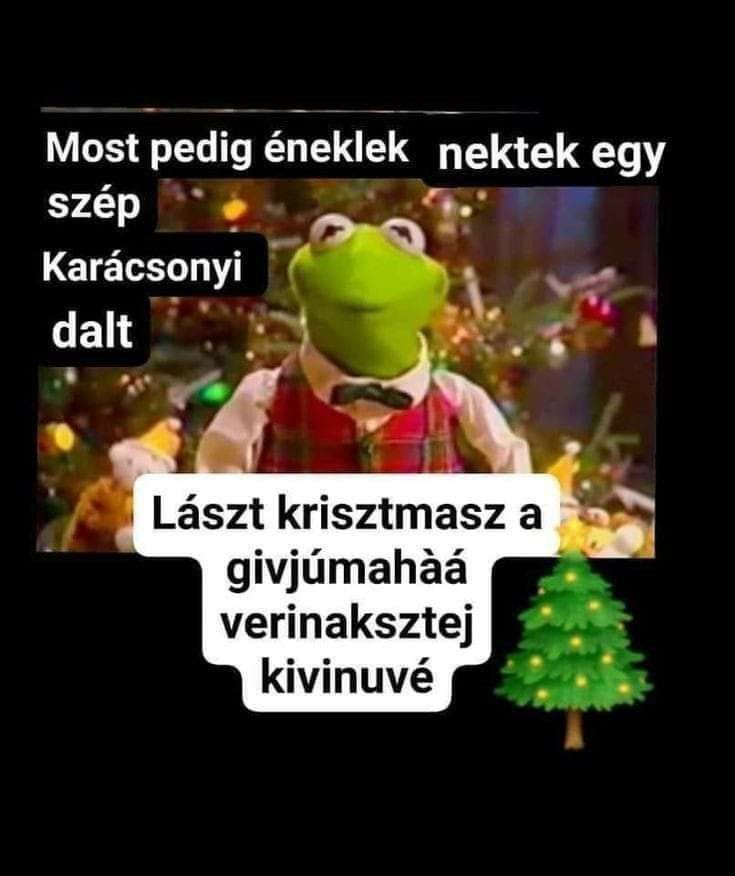 Most pedig éneklek nektek egy
szép
Karácsonyi
dalt
Lászt krisztmasz a
givjúmahàá
verinaksztej
kivinuvé